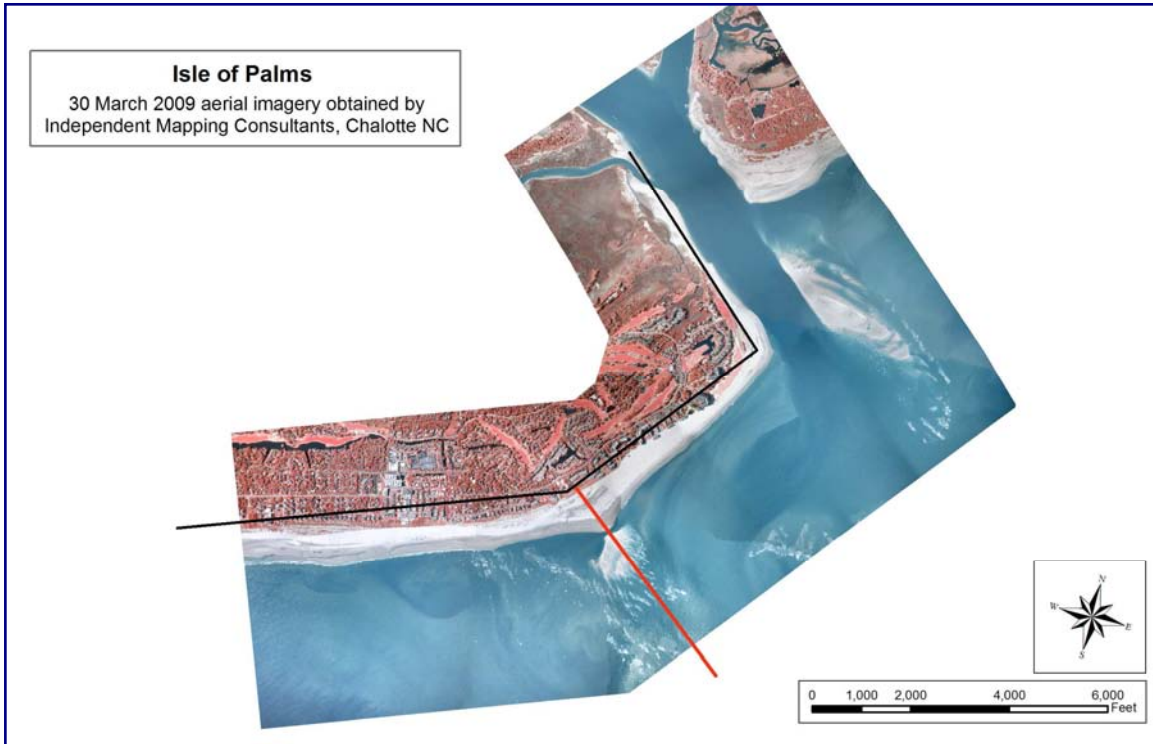 Isle of Palms
30 March 2009 aerial imagery obtained by
Independent Mapping Consultants, Chalotte NC
N
W
E
S
0 1,000 2,000 4,000 6,000
Feet